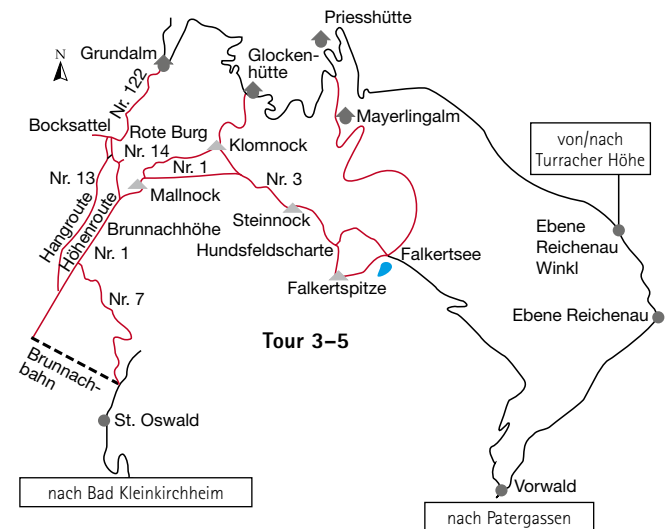 Priesshütte
N
Grundalm
Glocken-
hütte
Nr. 122
Mayerlingalm
Bocksattel
Rote Burg
Klomnock
von/nach
Turracher Höhe
Nr. 14
Nr. 1
Nr. 13
Nr. 3
Mallnock
Hangroute
Höhenroute
Steinnock
Brunnachhöhe
Ebene
Reichenau
Winkl
Nr. 1
Hundsfeldscharte
Falkertsee
Nr. 7
Falkertspitze
Ebene Reichenau
Tour 3–5
Brunnach-
bahn
St. Oswald
nach Bad Kleinkirchheim
Vorwald
nach Patergassen